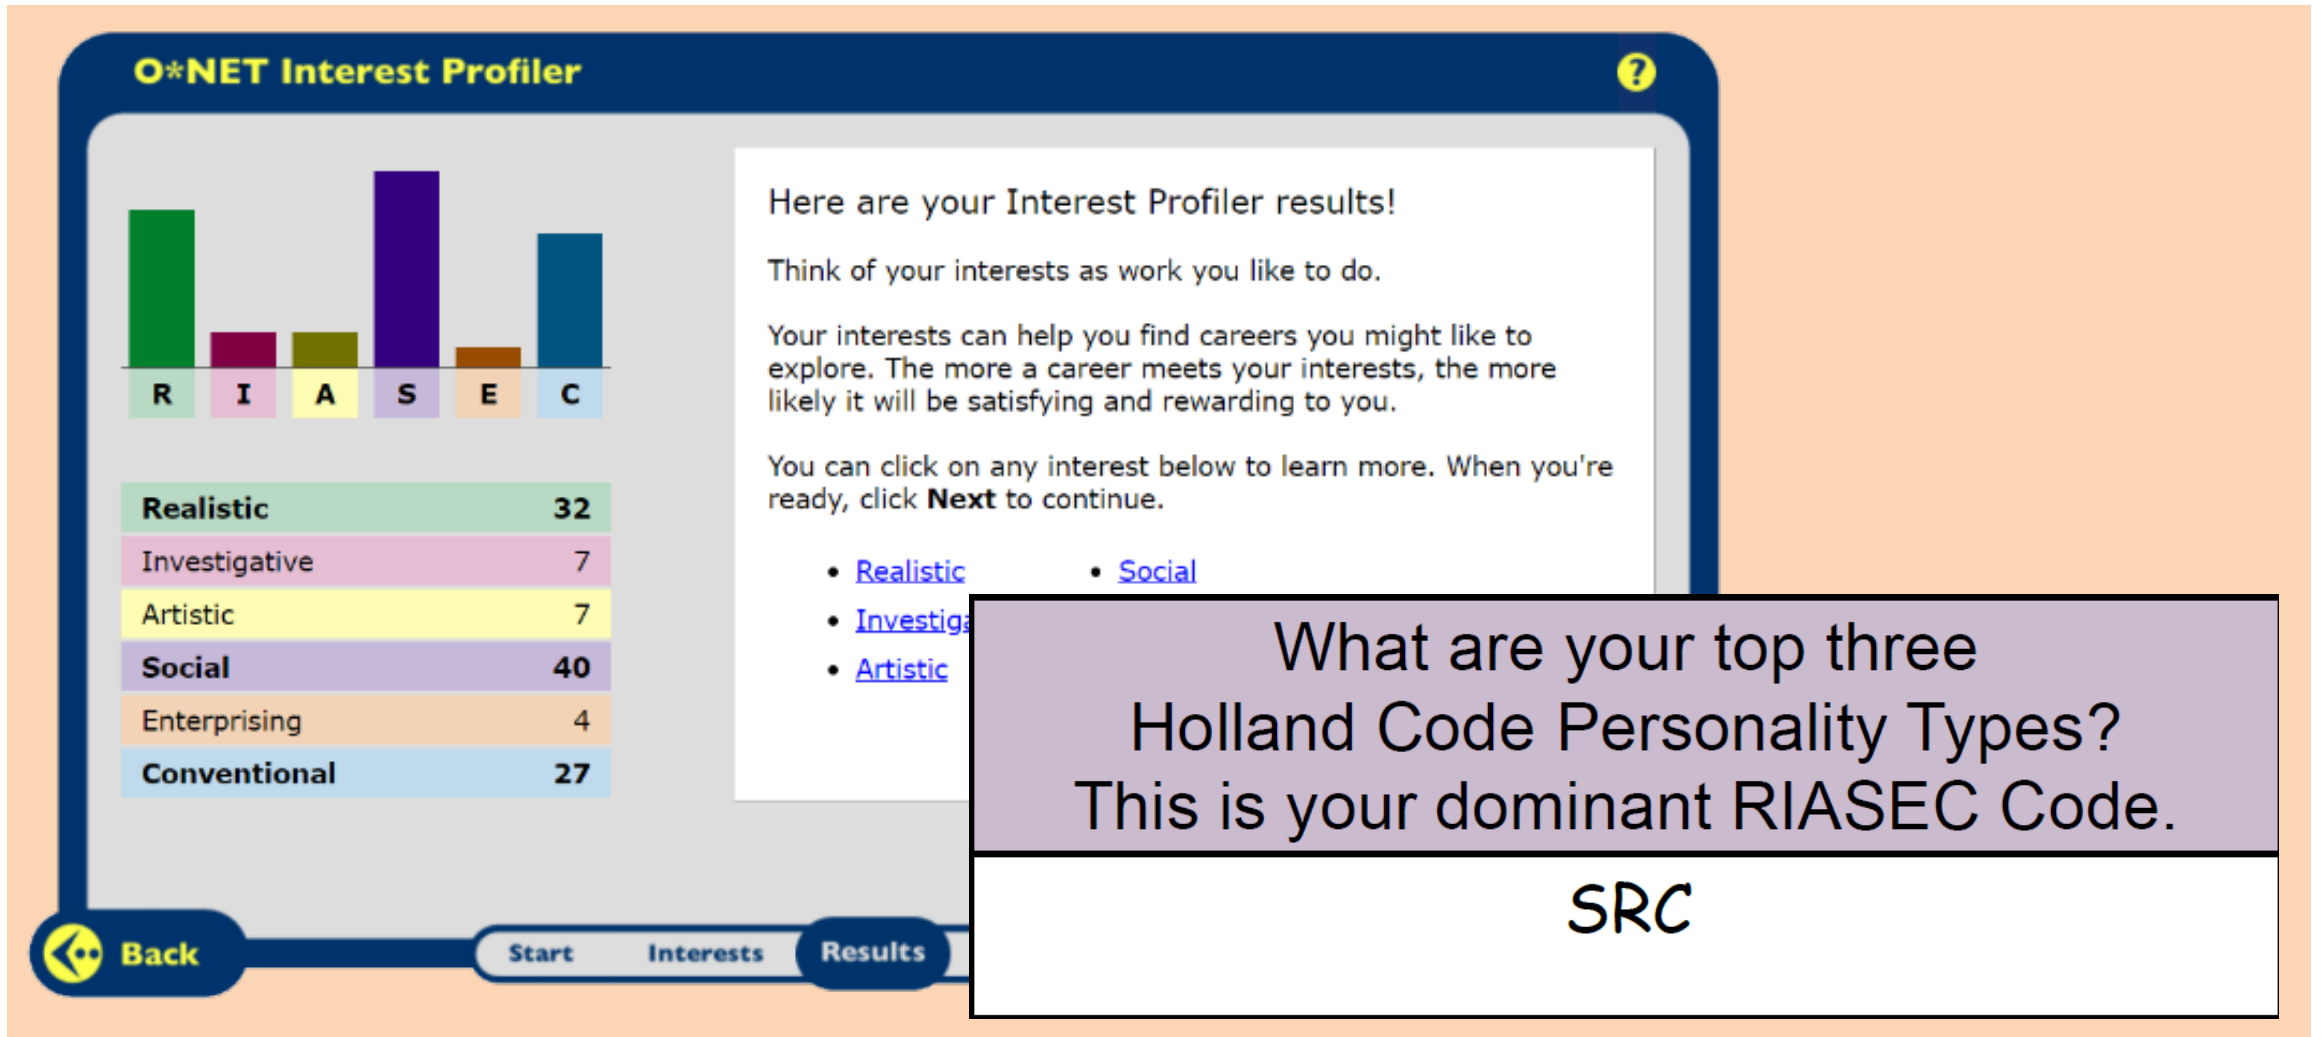 O*NET Interest Profiler
?
R I A S E C
Realistic 32
Investigative 7
Artistic 7
Social 40
Enterprising 4
Conventional 27
Here are your Interest Profiler results!
Think of your interests as work you like to do.
Your interests can help you find careers you might like to
explore. The more a career meets your interests, the more
likely it will be satisfying and rewarding to you.
You can click on any interest below to learn more. When you're
ready, click Next to continue.
• Realistic
• Social
• Artistic
What are your top three
Holland Code Personality Types?
This is your dominant RIASEC Code.
SRC
Back
Start Interests Results